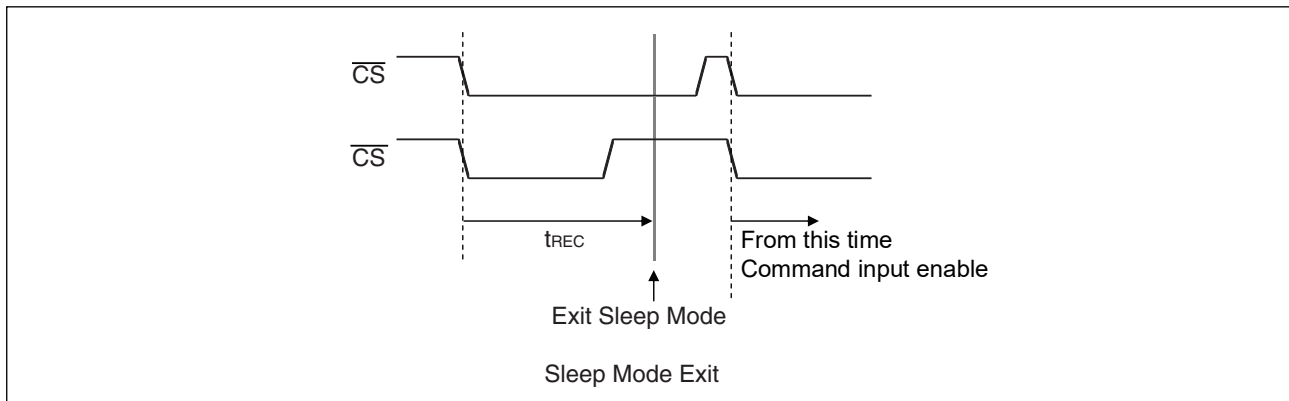 CS
CS
tREC
From this time
Command input enable
Exit Sleep Mode
Sleep Mode Exit